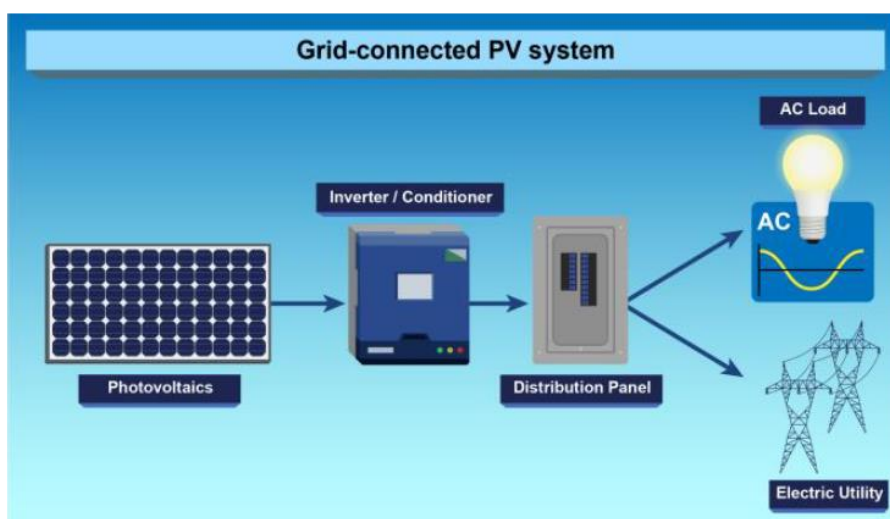 Grid-connected PV system
AC Load
Inverter / Conditioner
AC
Photovoltaics
Distribution Panel
Electric Utility